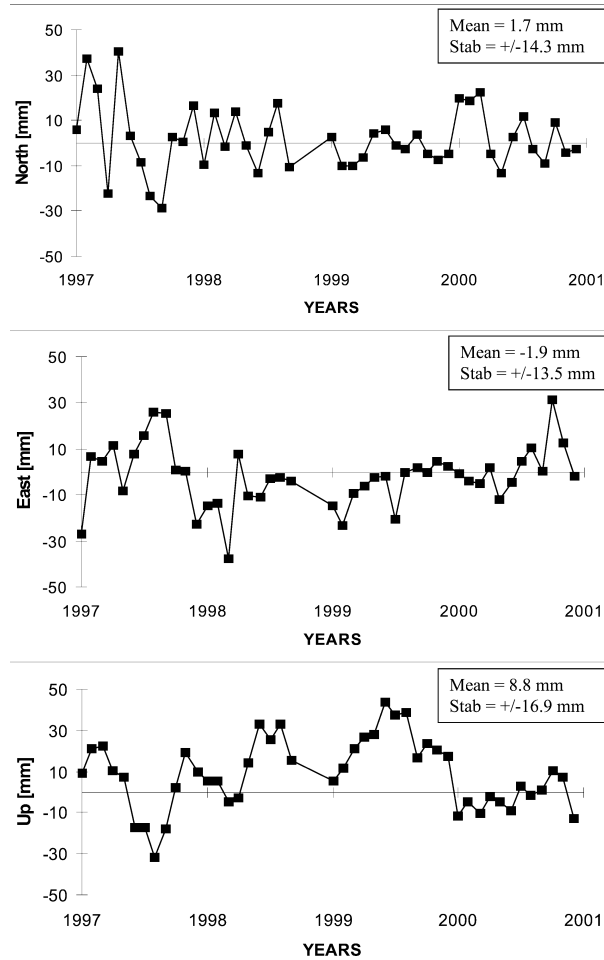 Mean = 1.7 mm
Stab = +/-14.3 mm
50
30
10
-10
-30
-50
North [mm]
1997 1998 1999 2000 2001
YEARS
Mean = -1.9 mm
Stab = +/-13.5 mm
50
30
10
-10
-30
-50
East [mm]
1997 1998 1999 2000 2001
YEARS
Mean = 8.8 mm
Stab = +/-16.9 mm
50
30
10
-10
-30
-50
Up [mm]
1997 1998 1999 2000 2001
YEARS